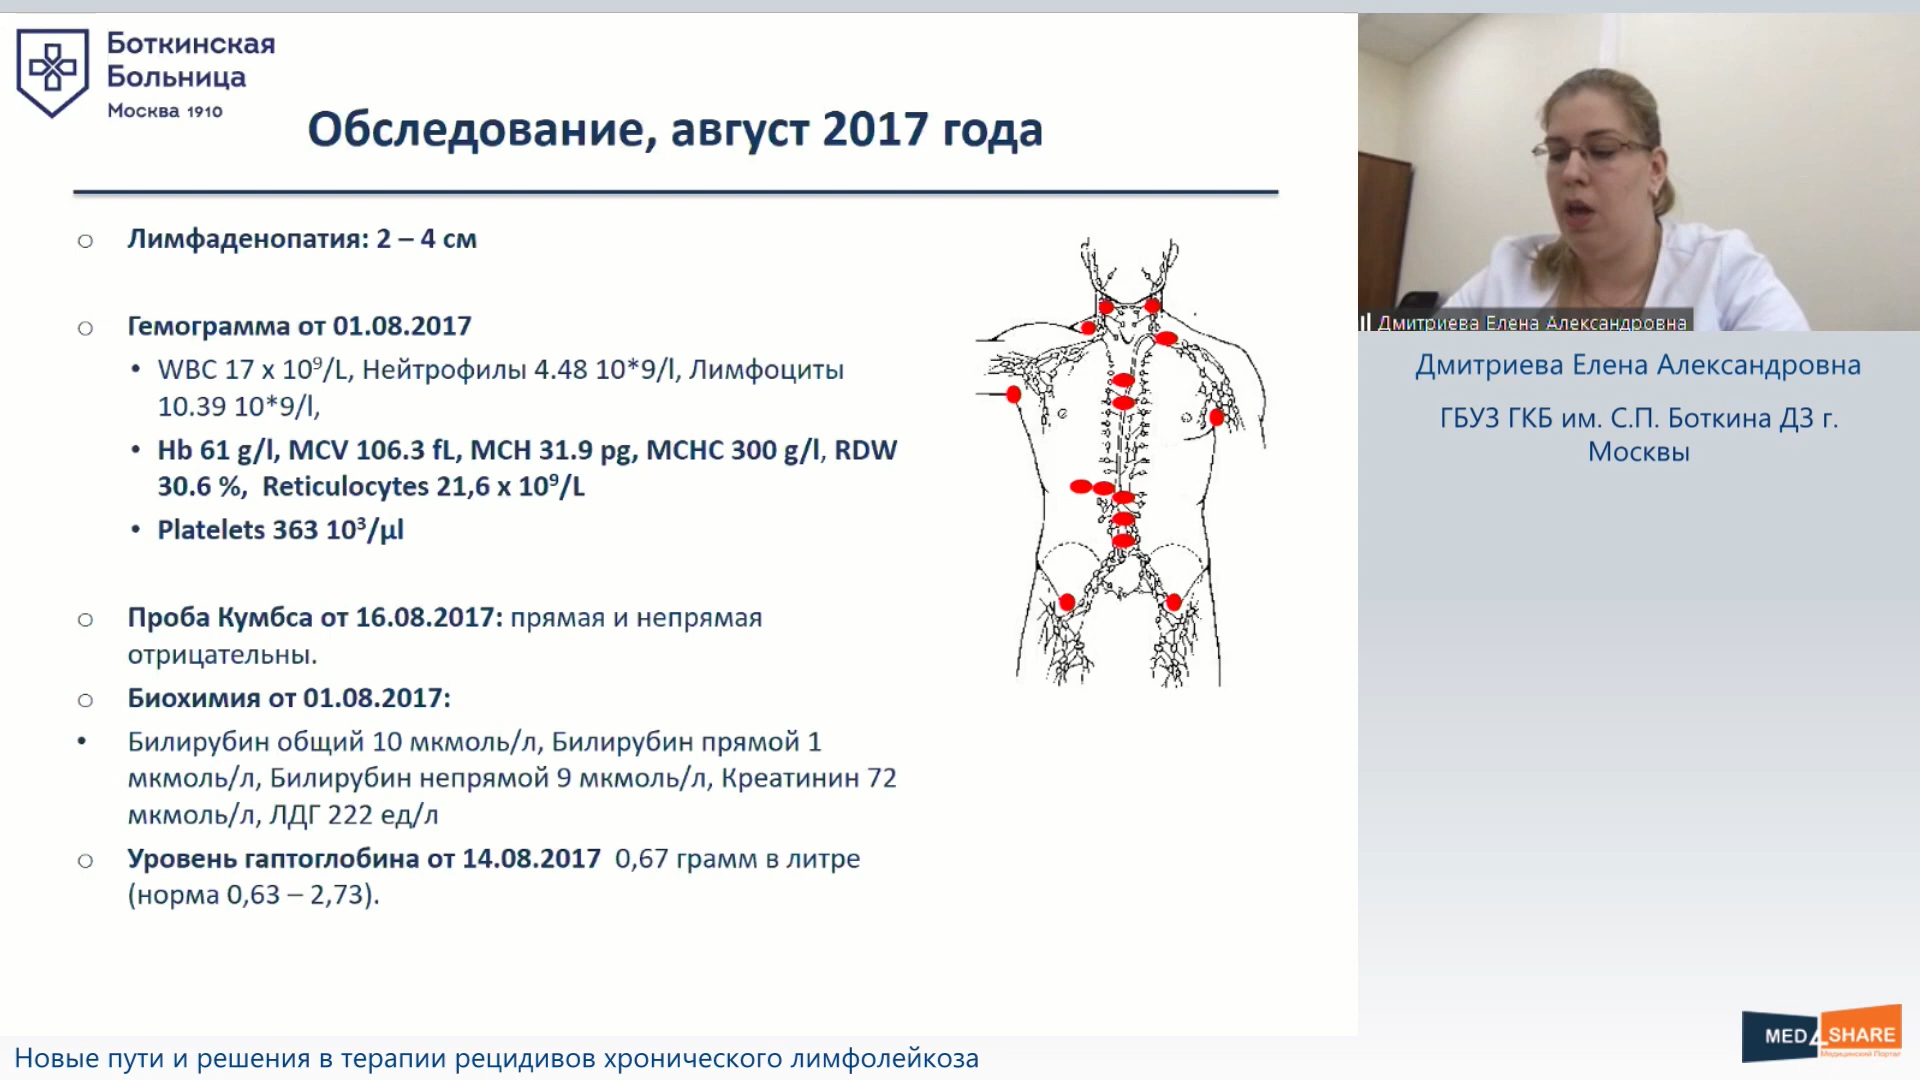 Боткинская
Больница
Москва 1910
Обследование, август 2017 года
Лимфаденопатия: 2 – 4 см
Гемограмма от 01.08.2017
WBC 17 x 10⁹/L, Нейтрофилы 4.48 10*9/l, Лимфоциты
10.39 10*9/l,
Hb 61 g/l, MCV 106.3 fL, MCH 31.9 pg, MCHC 300 g/l, RDW
30.6 %, Reticulocytes 21,6 x 10⁹/L
Platelets 363 10³/µl
Проба Кумбса от 16.08.2017: прямая и непрямая
отрицательны.
Биохимия от 01.08.2017:
Билирубин общий 10 мкмоль/л, Билирубин прямой 1
мкмоль/л, Билирубин непрямой 9 мкмоль/л, Креатинин 72
мкмоль/л, ЛДГ 222 ед/л
Уровень гаптоглобина от 14.08.2017 0,67 грамм в литре
(норма 0,63 – 2,73).
Дмитриева Елена Александровна
Дмитриева Елена Александровна
ГБУЗ ГКБ им. С.П. Боткина ДЗ г.
Москвы
MED4SHARE
Медицинский Портал
Новые пути и решения в терапии рецидивов хронического лимфолейкоза